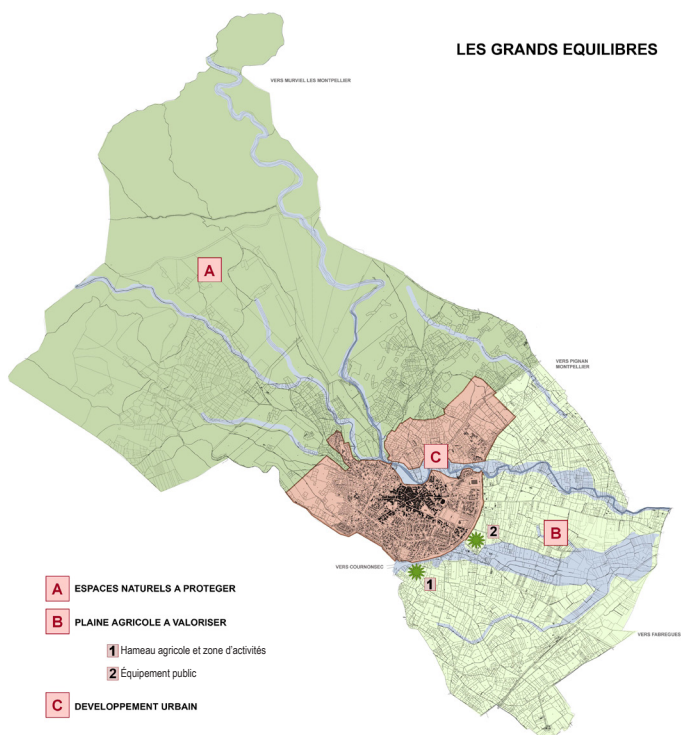 LES GRANDS EQUILIBRES
VERS MURVIEL LES MONTPELLIER
A
VERS PIGNAN
MONTPELLIER
C
2
B
VERS COURNONSEC
1
VERS FABREGUES
A ESPACES NATURELS A PROTEGER
B PLAINE AGRICOLE A VALORISER
1 Hameau agricole et zone d'activités
2 Équipement public
C DEVELOPPEMENT URBAIN